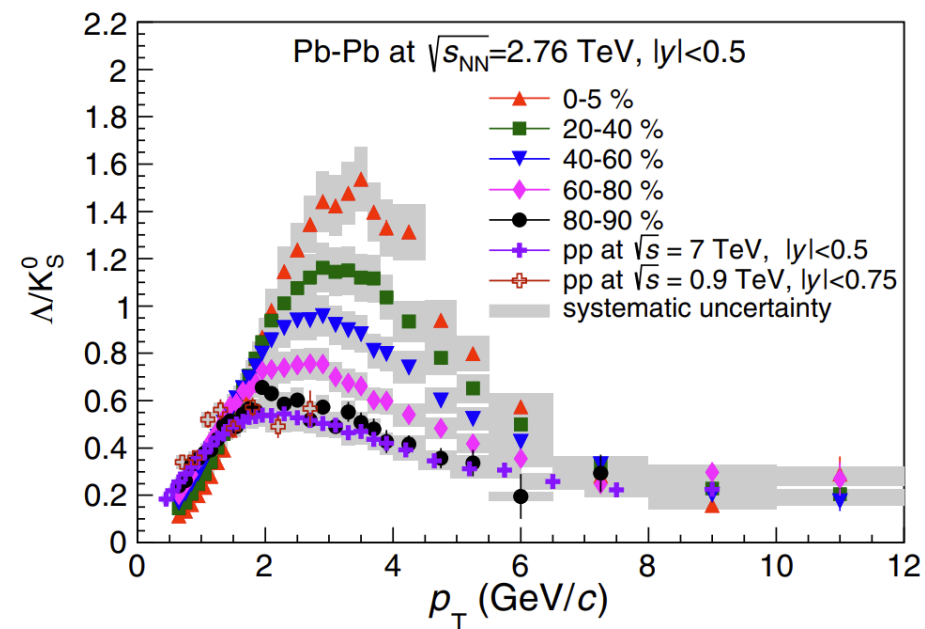 Pb-Pb at √sNN=2.76 TeV, |y|<0.5
0-5 %
20-40 %
40-60 %
60-80 %
80-90 %
pp at √s = 7 TeV, |y|<0.5
pp at √s = 0.9 TeV, |y|<0.75
systematic uncertainty
Λ/K⁰S
2.2
2
1.8
1.6
1.4
1.2
1
0.8
0.6
0.4
0.2
0
0 2 4 6 8 10 12
pT (GeV/c)